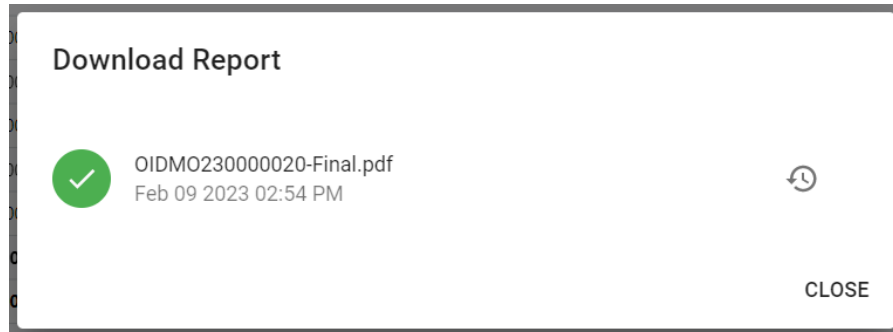 Download Report
OIDMO230000020-Final.pdf
Feb 09 2023 02:54 PM
CLOSE